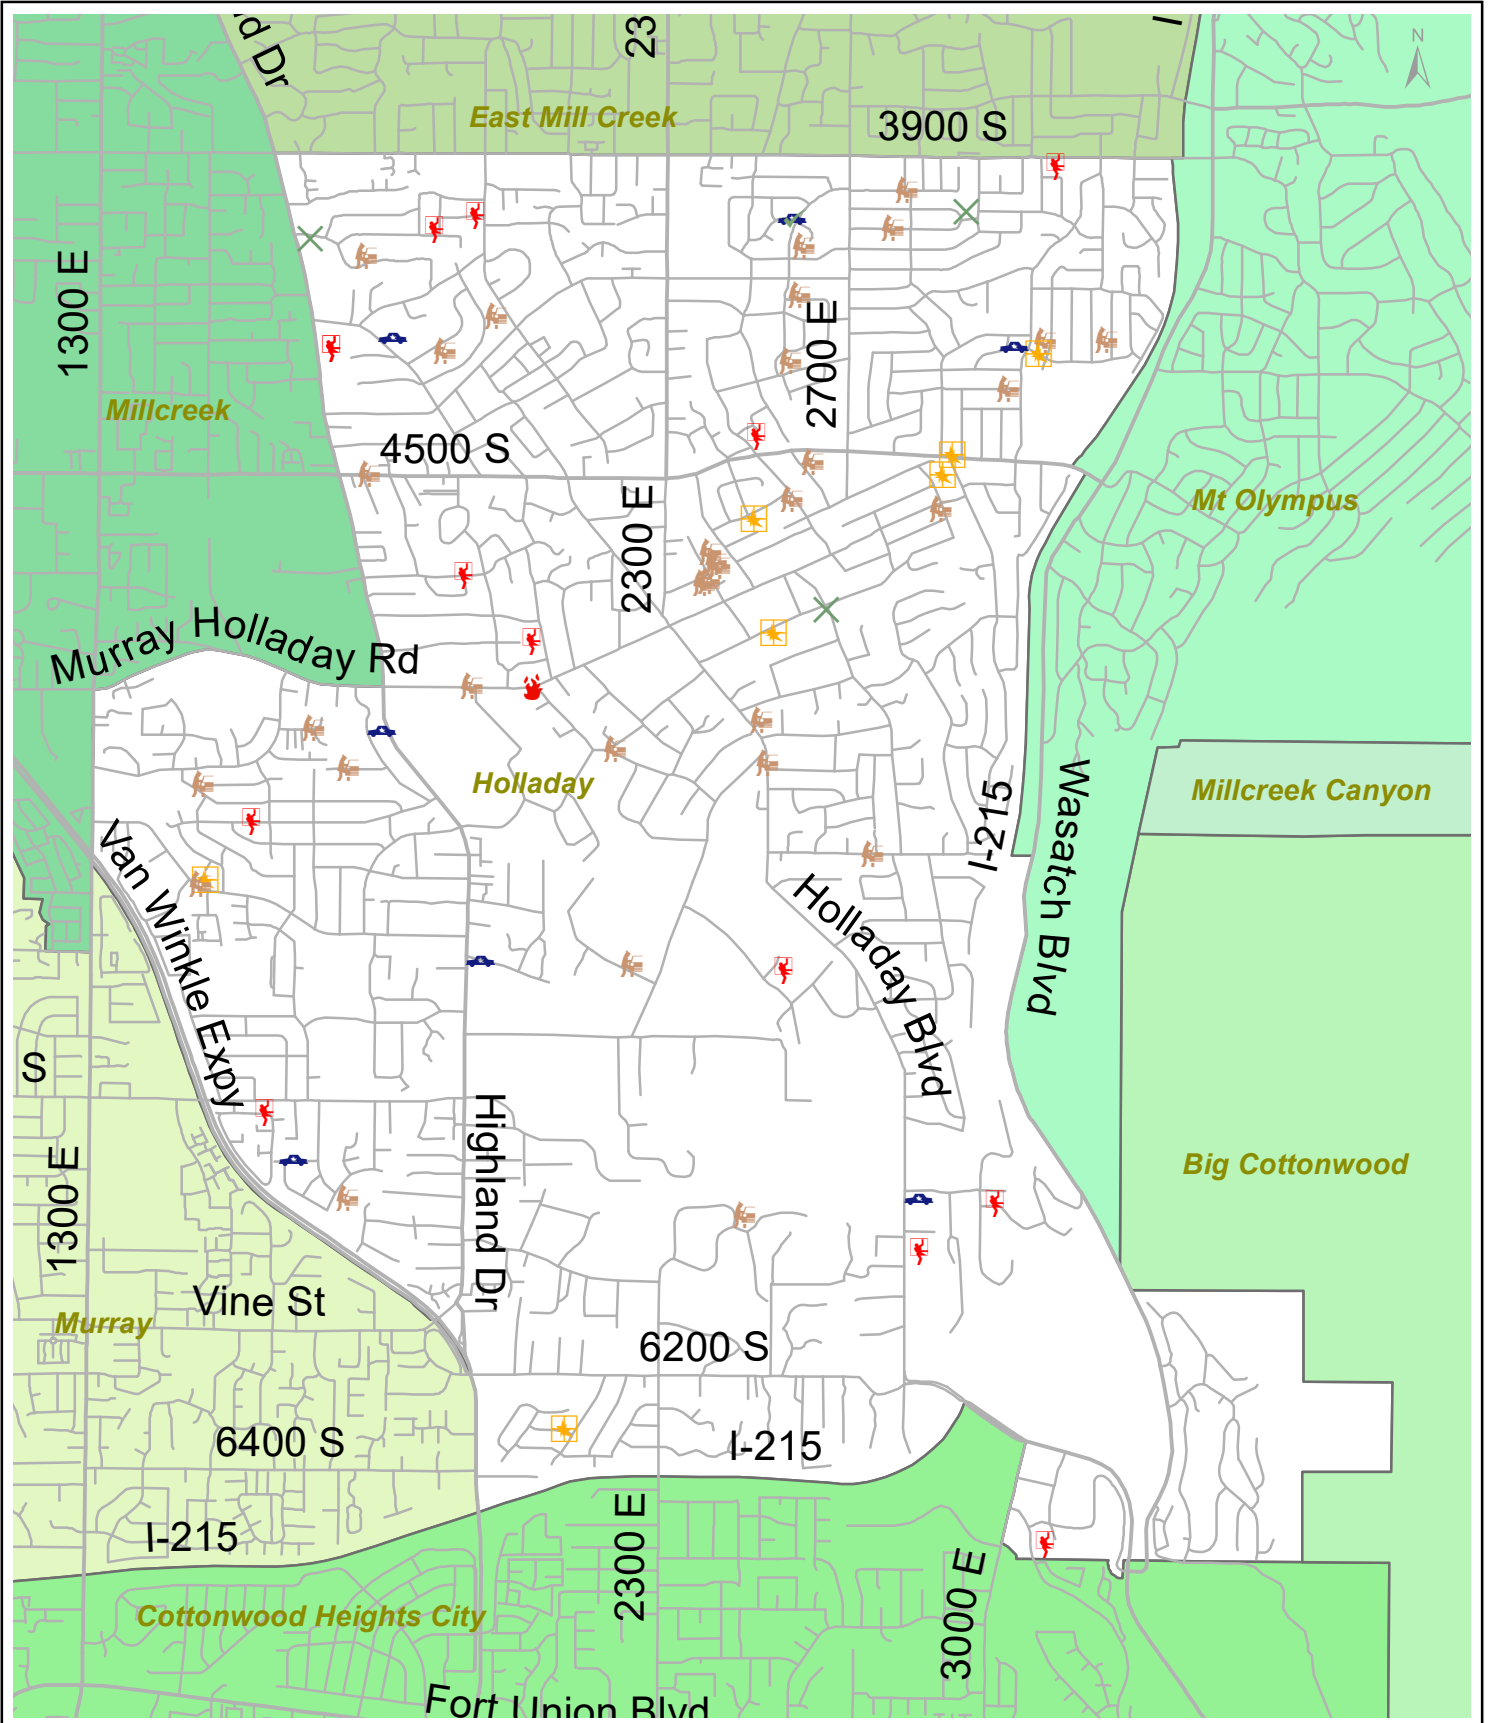 d Dr
23
I
N
East Mill Creek
3900 S
1300 E
2700 E
Millcreek
4500 S
2300 E
Mt Olympus
Murray Holladay Rd
Holladay
I-215
Wasatch Blvd
Millcreek Canyon
Van Winkle Expy
Holladay Blvd
S
Highland Dr
1300 E
Big Cottonwood
Vine St
Murray
6200 S
6400 S
I-215
I-215
2300 E
3000 E
Cottonwood Heights City
Fort Union Blvd